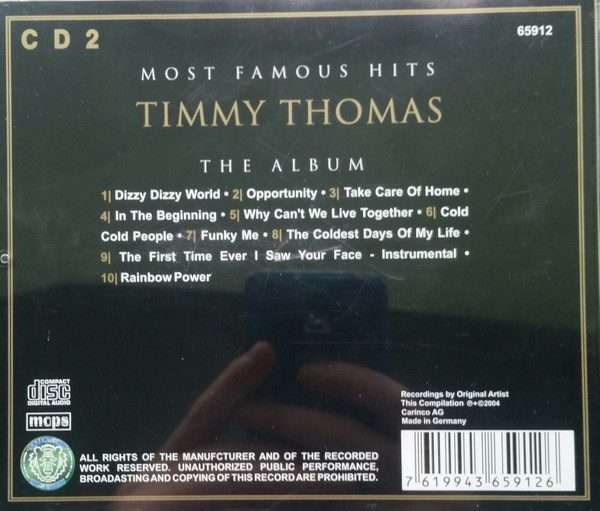 CD2
65912
MOST FAMOUS HITS
TIMMY THOMAS
THE ALBUM
1| Dizzy Dizzy World • 2| Opportunity • 3| Take Care Of Home •
4| In The Beginning • 5| Why Can't We Live Together • 6| Cold
Cold People • 7| Funky Me • 8| The Coldest Days Of My Life •
9| The First Time Ever I Saw Your Face - Instrumental •
10| Rainbow Power
COMPACT
disc
DIGITAL AUDIO
mcps
Recordings by Original Artist
This Compilation ℗+©2004
Carinco AG
Made in Germany
ALL RIGHTS OF THE MANUFCTURER AND OF THE RECORDED
WORK RESERVED. UNAUTHORIZED PUBLIC PERFORMANCE,
BROADASTING AND COPYING OF THIS RECORD ARE PROHIBITED.
7 619943 659126